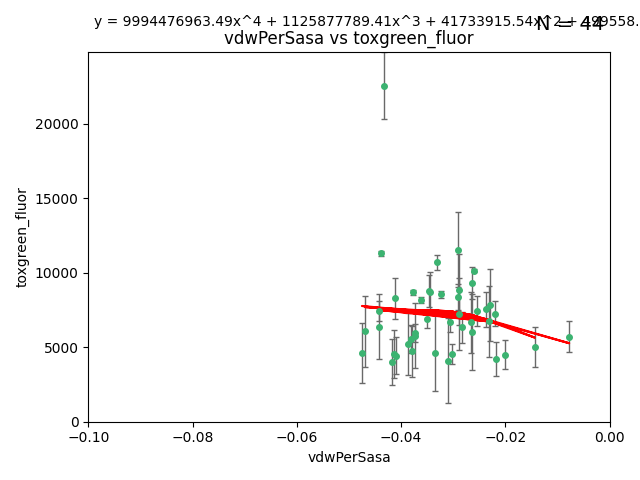 y = 9994476963.49x^4 + 1125877789.41x^3 + 41733915.54x^2 +
N = 44
vdwPerSasa vs toxgreen_fluor
toxgreen_fluor
20000
15000
10000
5000
0
−0.10 −0.08 −0.06 −0.04 −0.02 0.00
vdwPerSasa